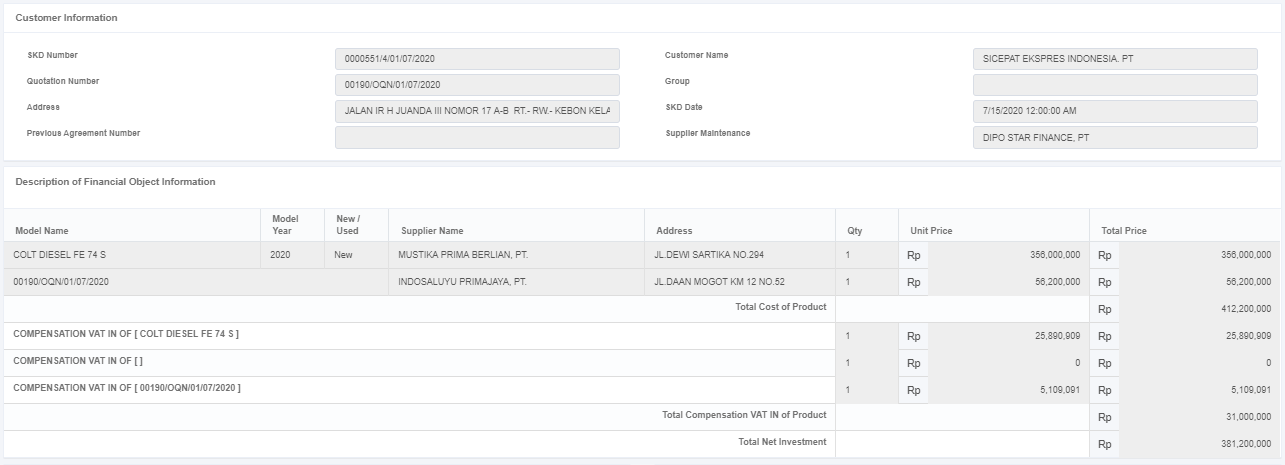 Customer Information
SKD Number 0000551/4/01/07/2020 Customer Name SICEPAT EKSPRES INDONESIA. PT
Quotation Number 00190/OQN/01/07/2020 Group
Address JALAN IR H JUANDA III NOMOR 17 A-B RT.- RW.- KEBON KELA SKD Date 7/15/2020 12:00:00 AM
Previous Agreement Number Supplier Maintenance DIPO STAR FINANCE, PT
Description of Financial Object Information
Model Name Model Year New / Used Supplier Name Address Qty Unit Price Total Price
COLT DIESEL FE 74 S 2020 New MUSTIKA PRIMA BERLIAN, PT. JL.DEWI SARTIKA NO.294 1 Rp 356,000,000 Rp 356,000,000
00190/OQN/01/07/2020 INDOSALUYU PRIMAJAYA, PT. JL.DAAN MOGOT KM 12 NO.52 1 Rp 56,200,000 Rp 56,200,000
Total Cost of Product Rp 412,200,000
COMPENSATION VAT IN OF [ COLT DIESEL FE 74 S ] 1 Rp 25,890,909 Rp 25,890,909
COMPENSATION VAT IN OF [ ] 1 Rp 0 Rp 0
COMPENSATION VAT IN OF [ 00190/OQN/01/07/2020 ] 1 Rp 5,109,091 Rp 5,109,091
Total Compensation VAT IN of Product Rp 31,000,000
Total Net Investment Rp 381,200,000